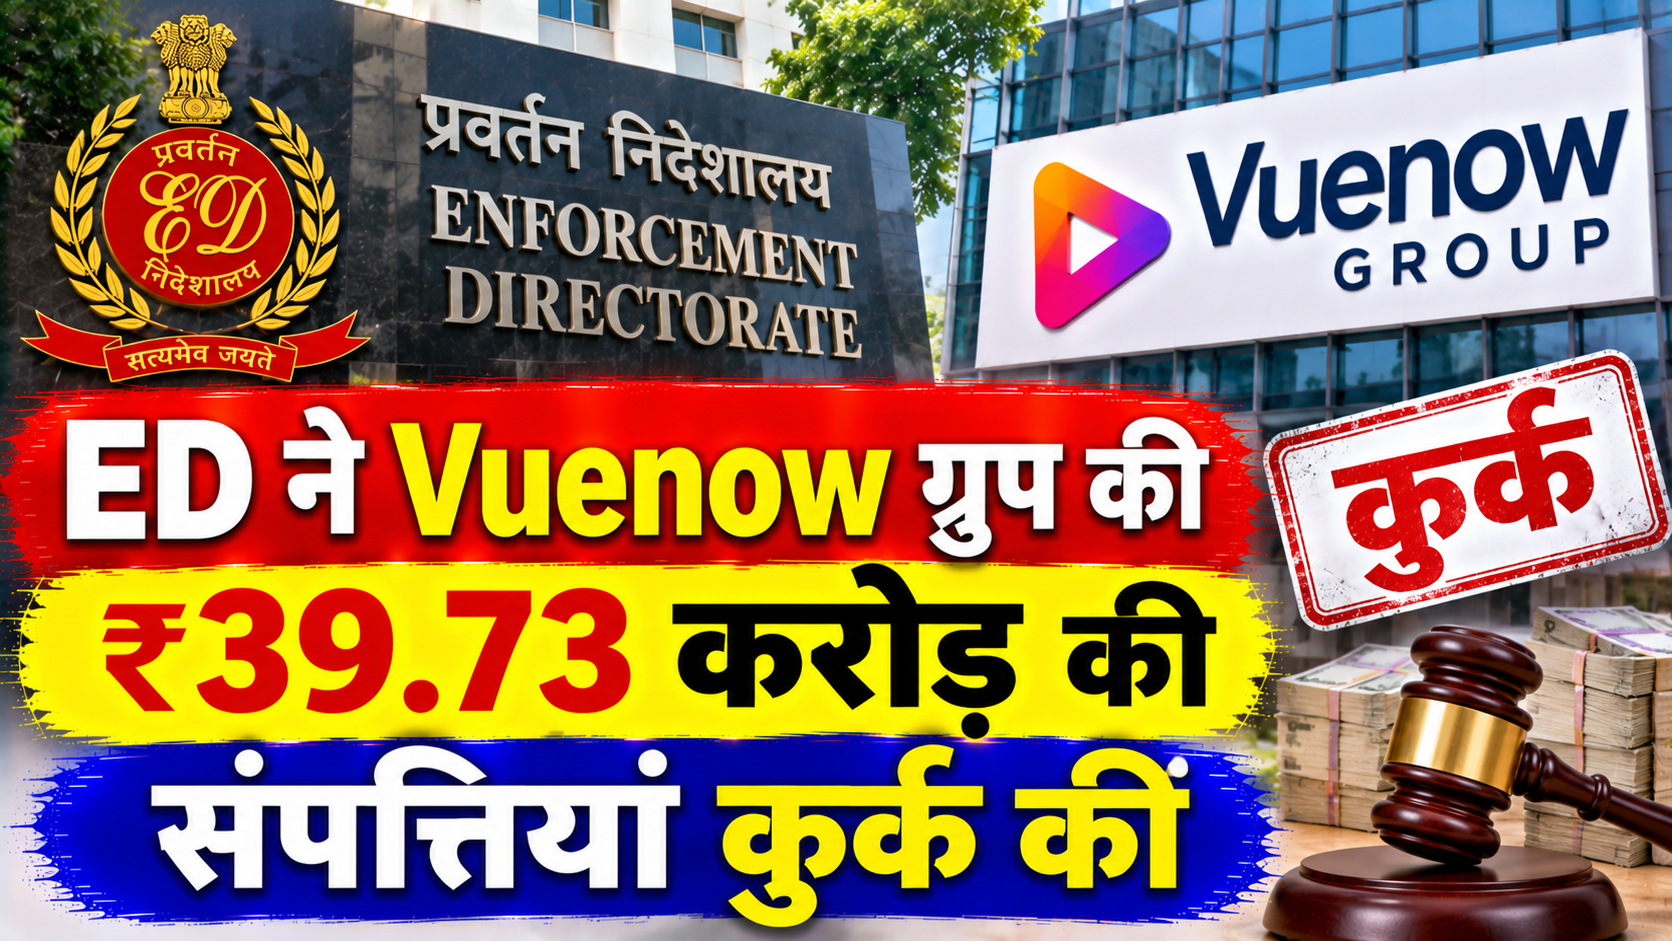 प्रवर्तन
ED
निदेशालय
सत्यमेव जयते
प्रवर्तन निदेशालय
ENFORCEMENT
DIRECTORATE
Vuenow
GROUP
ED ने Vuenow ग्रुप की
₹39.73 करोड़ की
संपत्तियां कुर्क कीं
कुर्क